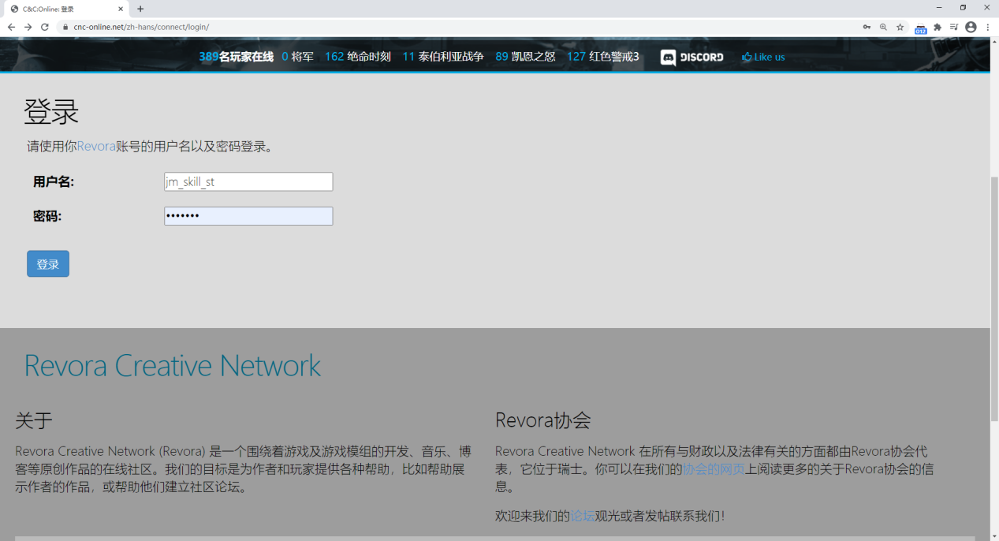 C&C:Online: 登录
cnc-online.net/zh-hans/connect/login/
012
389名玩家在线 0 将军 162 绝命时刻 11 泰伯利亚战争 89 凯恩之怒 127 红色警戒3 DISCORD Like us
登录
请使用你Revora账号的用户名以及密码登录。
用户名: jm_skill_st
密码: •••••••
登录
Revora Creative Network
关于
Revora Creative Network (Revora) 是一个围绕着游戏及游戏模组的开发、音乐、博
客等原创作品的在线社区。我们的目标是为作者和玩家提供各种帮助，比如帮助展
示作者的作品，或帮助他们建立社区论坛。
Revora协会
Revora Creative Network 在所有与财政以及法律有关的方面都由Revora协会代
表，它位于瑞士。你可以在我们的协会的网页上阅读更多的关于Revora协会的信
息。
欢迎来我们的论坛观光或者发帖联系我们！